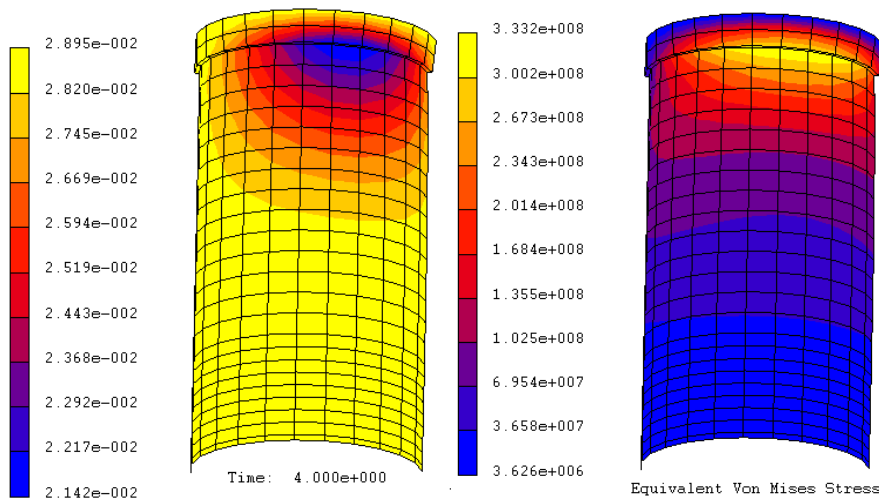 2.895e-002
2.820e-002
2.745e-002
2.669e-002
2.594e-002
2.519e-002
2.443e-002
2.368e-002
2.292e-002
2.217e-002
2.142e-002
Time: 4.000e+000
3.332e+008
3.002e+008
2.673e+008
2.343e+008
2.014e+008
1.684e+008
1.355e+008
1.025e+008
6.954e+007
3.658e+007
3.626e+006
Equivalent Von Mises Stress